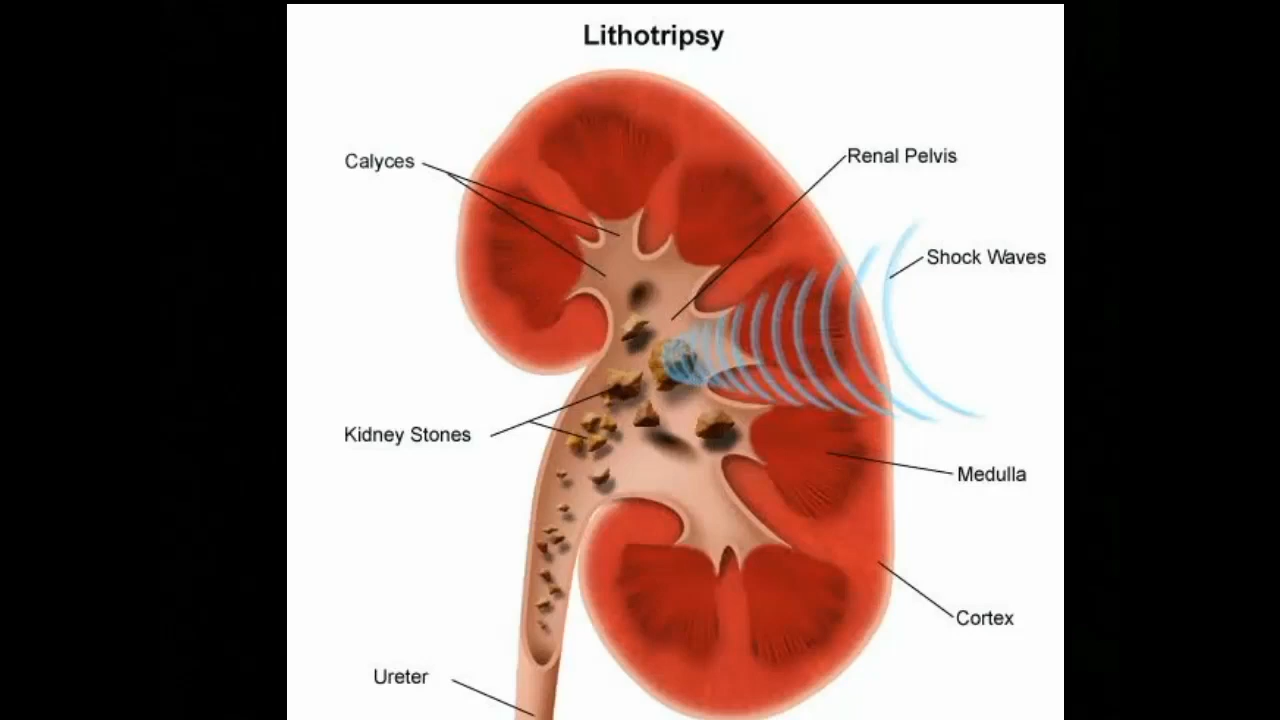 Lithotripsy
Calyces
Renal Pelvis
Shock Waves
Kidney Stones
Medulla
Cortex
Ureter